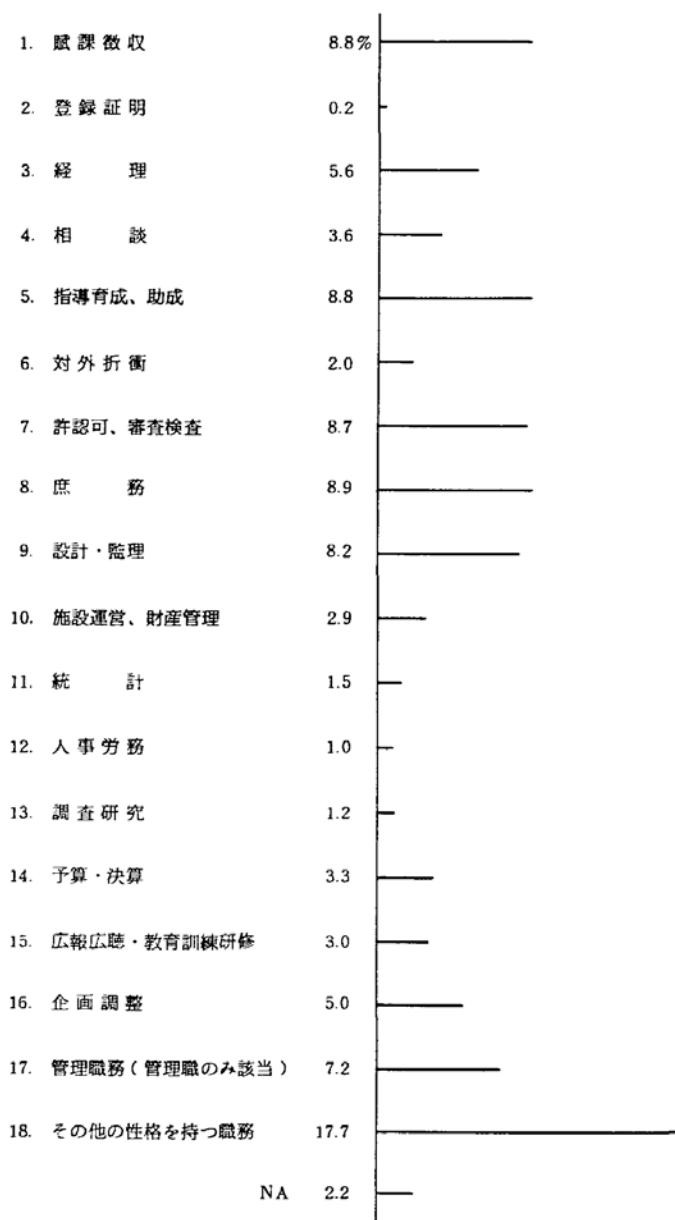 1. 賦課徴収 8.8%
2. 登録証明 0.2
3. 経理 5.6
4. 相談 3.6
5. 指導育成、助成 8.8
6. 対外折衝 2.0
7. 許認可、審査検査 8.7
8. 庶務 8.9
9. 設計・監理 8.2
10. 施設運営、財産管理 2.9
11. 統計 1.5
12. 人事労務 1.0
13. 調査研究 1.2
14. 予算・決算 3.3
15. 広報広聴・教育訓練研修 3.0
16. 企画調整 5.0
17. 管理職務(管理職のみ該当) 7.2
18. その他の性格を持つ職務 17.7
NA 2.2